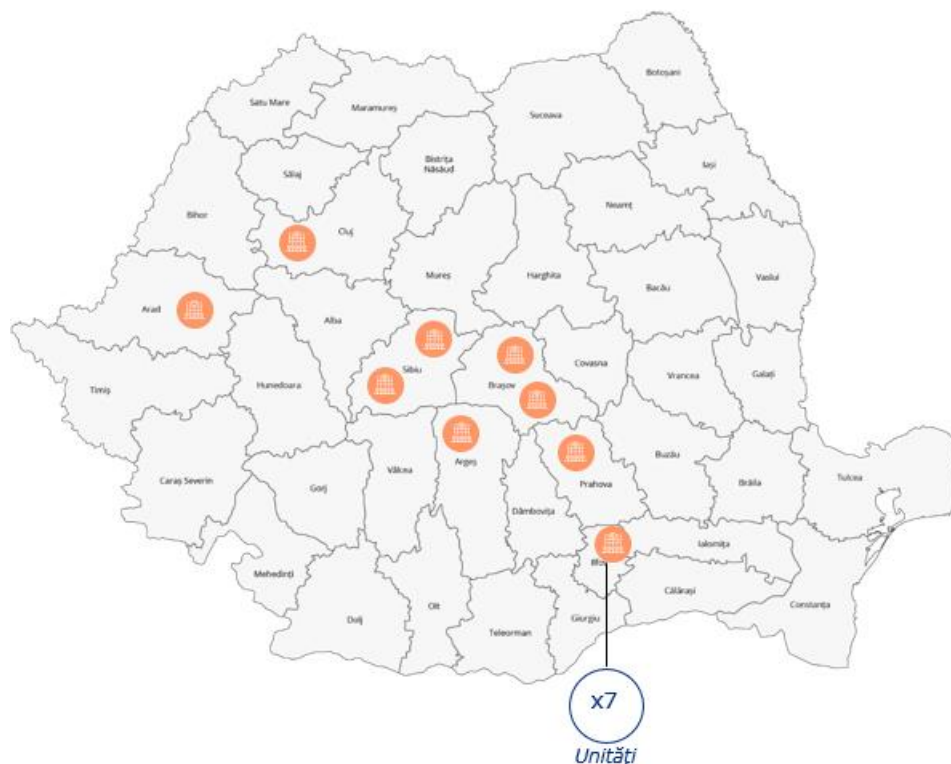 Botoșani
Satu Mare
Maramureș
Suceava
Iași
Bistrița
Năsăud
Sălaj
Neamț
Bihor
Cluj
Mureș
Harghita
Vaslui
Bacău
Arad
Alba
Sibiu
Covasna
Brașov
Vrancea
Galați
Timiș
Hunedoara
Argeș
Vâlcea
Buzău
Tulcea
Caraș Severin
Gorj
Prahova
Brăila
Dâmbovița
Ialomița
Mehedinți
Călărași
Constanța
Olt
Dolj
Giurgiu
Teleorman
x7
Unități